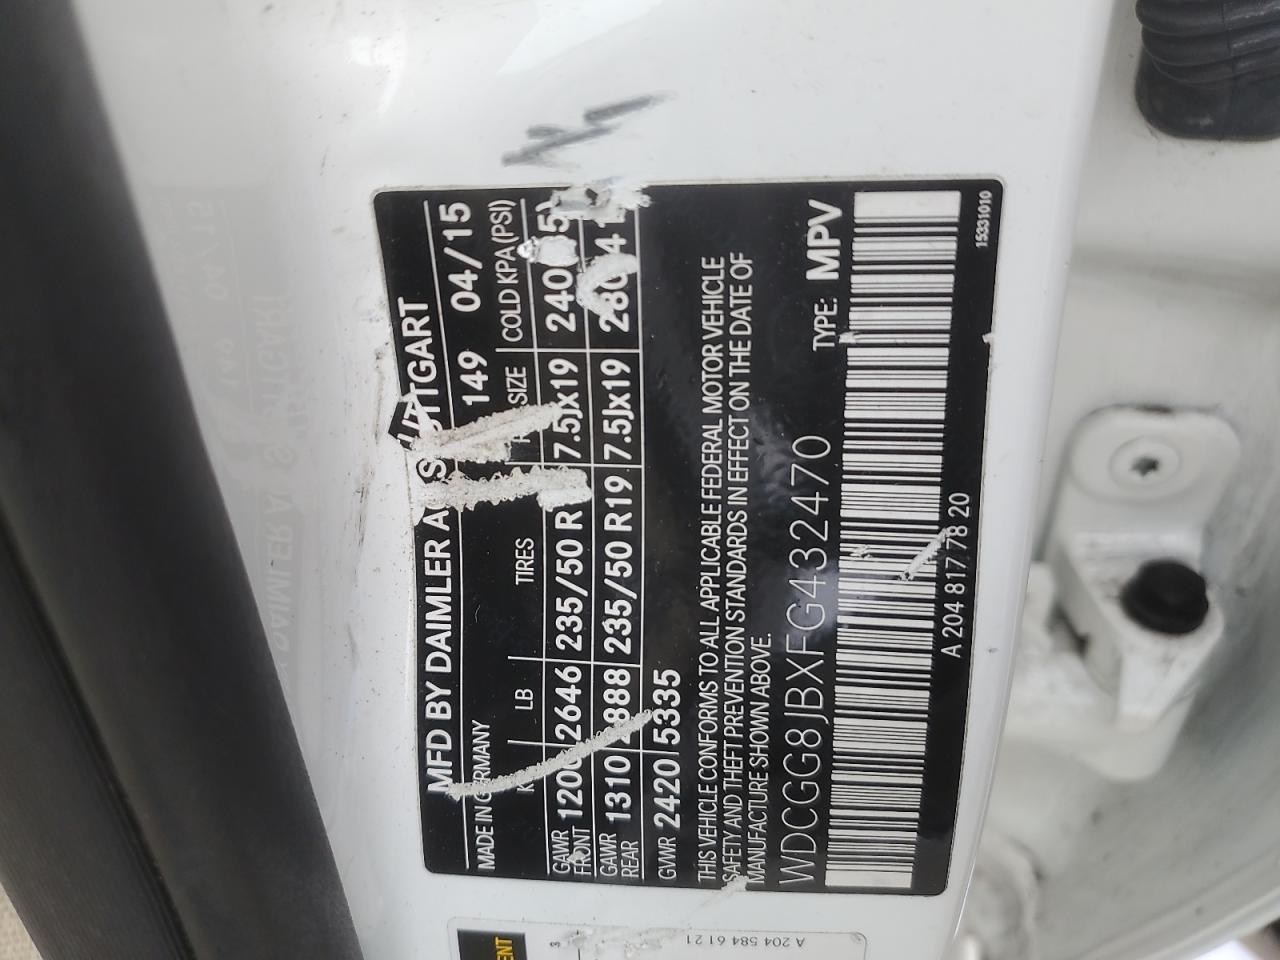 MFD BY DAIMLER AG STUTTGART
MADE IN GERMANY 149 04/15
LB TIRES SIZE COLD KPA (PSI)
GAWR FRONT 1200 2646 235/50 R 7.5Jx19 240
GAWR REAR 1310 2888 235/50 R19 7.5Jx19 280
GVWR 2420 5335
THIS VEHICLE CONFORMS TO ALL APPLICABLE FEDERAL MOTOR VEHICLE
SAFETY AND THEFT PREVENTION STANDARDS IN EFFECT ON THE DATE OF
MANUFACTURE SHOWN ABOVE.
TYPE: MPV
WDCGG8JBXFG432470
A 204 817 78 20
15331010
A 204 584 61 21